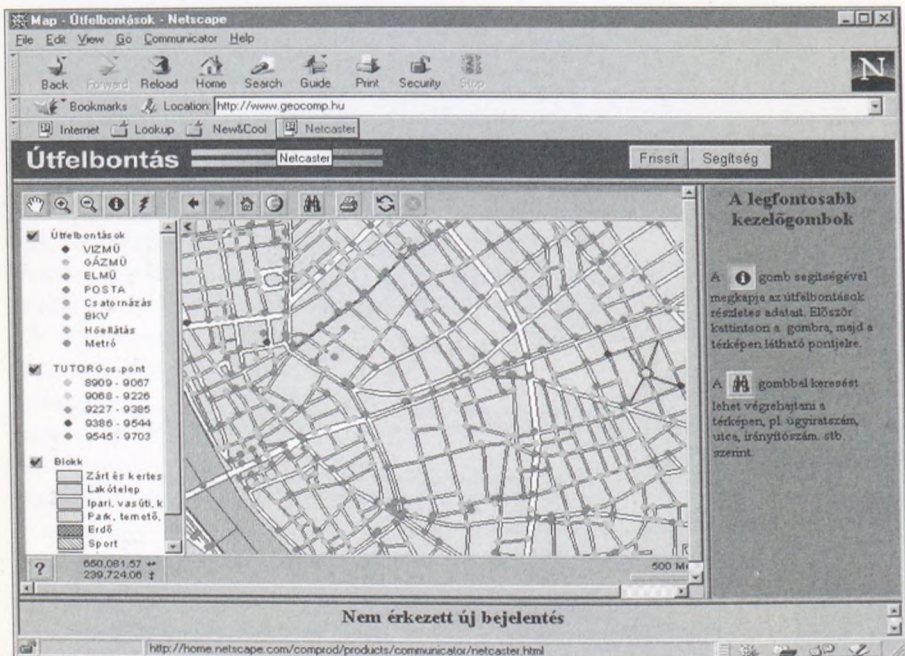 Map - Útfelbontások - Netscape
File Edit View Go Communicator Help
Back Forward Reload Home Search Guide Print Security Stop
N
Bookmarks Location: http://www.geocomp.hu
Internet Lookup New&Cool Netcaster
Útfelbontás Netcaster Frissít Segítség
Útfelbontások
VIZMŰ
GÁZMŰ
ELMŰ
POSTA
Csatornázás
BKV
Hőellátás
Metró
TUTORGcs.pont
8909 - 9067
9068 - 9226
9227 - 9385
9386 - 9544
9545 - 9703
Blokk
Zárt és kertes
Lakótelep
Ipari, vasúti, k
Park, temető,
Erdő
Sport
? 650,081.57
239,724.06
500 M
A legfontosabb
kezelőgombok
A gomb segítségével
megkapja az útfelbontások
részletes adatait. Először
kattintson a gombra, majd a
térképen látható pontjelre.
A gombbal keresést
lehet végrehajtani a
térképen, pl. ügyiratszám,
utca, irányítószám. stb.
szerint.
Nem érkezett új bejelentés
http://home.netscape.com/comprod/products/communicator/netcaster.html